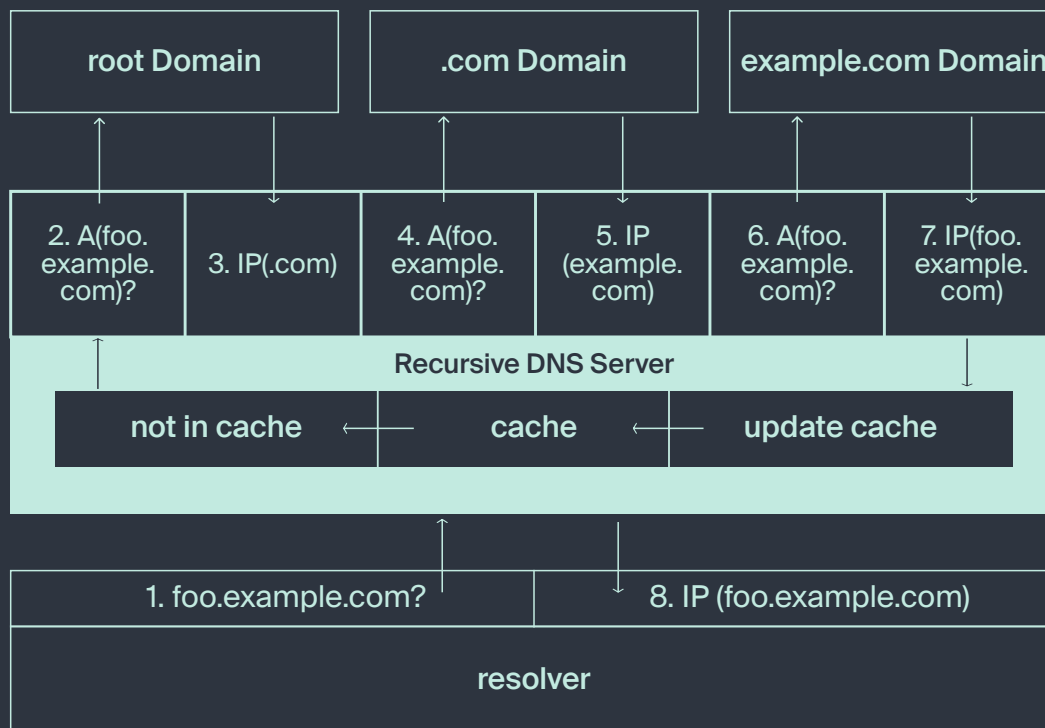 root Domain
.com Domain
example.com Domain
2. A(foo.
example.
com)?
3. IP(.com)
4. A(foo.
example.
com)?
5. IP
(example.
com)
6. A(foo.
example.
com)?
7. IP(foo.
example.
com)
Recursive DNS Server
not in cache
cache
update cache
1. foo.example.com?
8. IP (foo.example.com)
resolver